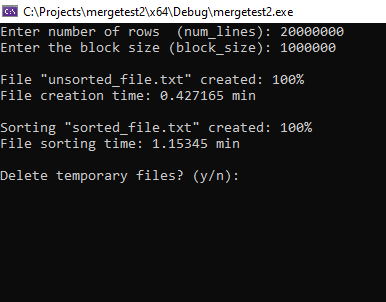 C:\Projects\mergetest2\x64\Debug\mergetest2.exe
Enter number of rows  (num_lines): 20000000
Enter the block size (block_size): 1000000
File "unsorted_file.txt" created: 100%
File creation time: 0.427165 min
Sorting "sorted_file.txt" created: 100%
File sorting time: 1.15345 min
Delete temporary files? (y/n):